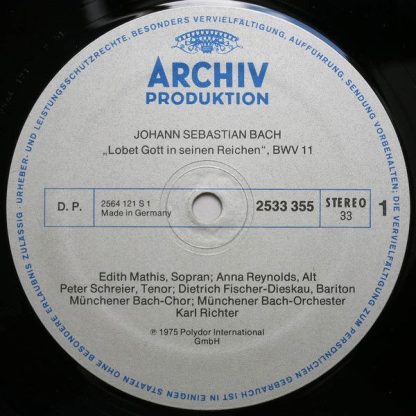 ARCHIV
PRODUKTION
JOHANN SEBASTIAN BACH
„Lobet Gott in seinen Reichen“, BWV 11
D. P.
2564 121 S 1
Made in Germany
2533 355
STEREO
33
1
Edith Mathis, Sopran; Anna Reynolds, Alt
Peter Schreier, Tenor; Dietrich Fischer-Dieskau, Bariton
Münchener Bach-Chor; Münchener Bach-Orchester
Karl Richter
℗ 1975 Polydor International
GmbH
URHEBER- UND LEISTUNGSSCHUTZRECHTE, BESONDERS VERVIELFÄLTIGUNG, AUFFÜHRUNG, SENDUNG VORBEHALTEN; DIE VERVIELFÄLTIGUNG ZUM PERSÖNLICHEN GEBRAUCH IST IN EINIGEN STAATEN OHNE BESONDERE ERLAUBNIS ZULÄSSIG ·